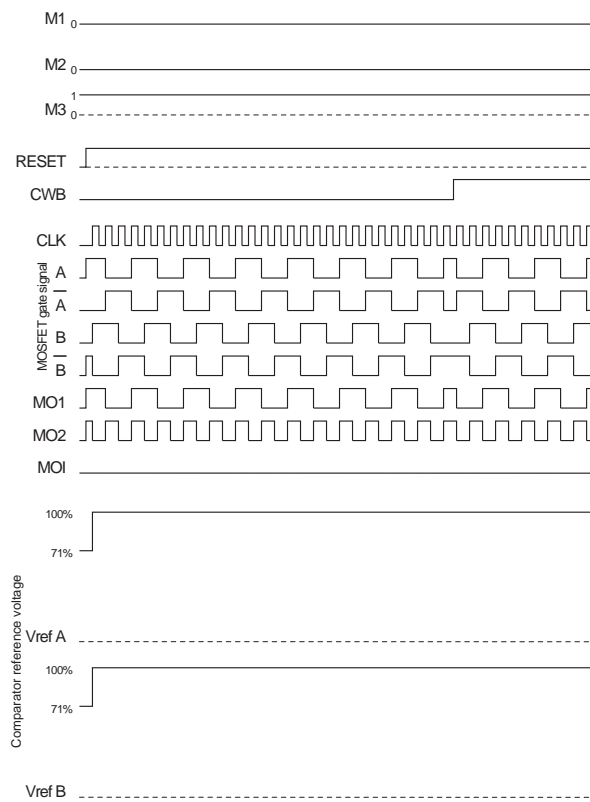 M1 0
M2 0
1
M3 0
RESET
CWB
CLK
MOSFET gate signal
A
A̅
B
B̅
MO1
MO2
MOI
Comparator reference voltage
100%
71%
Vref A
100%
71%
Vref B